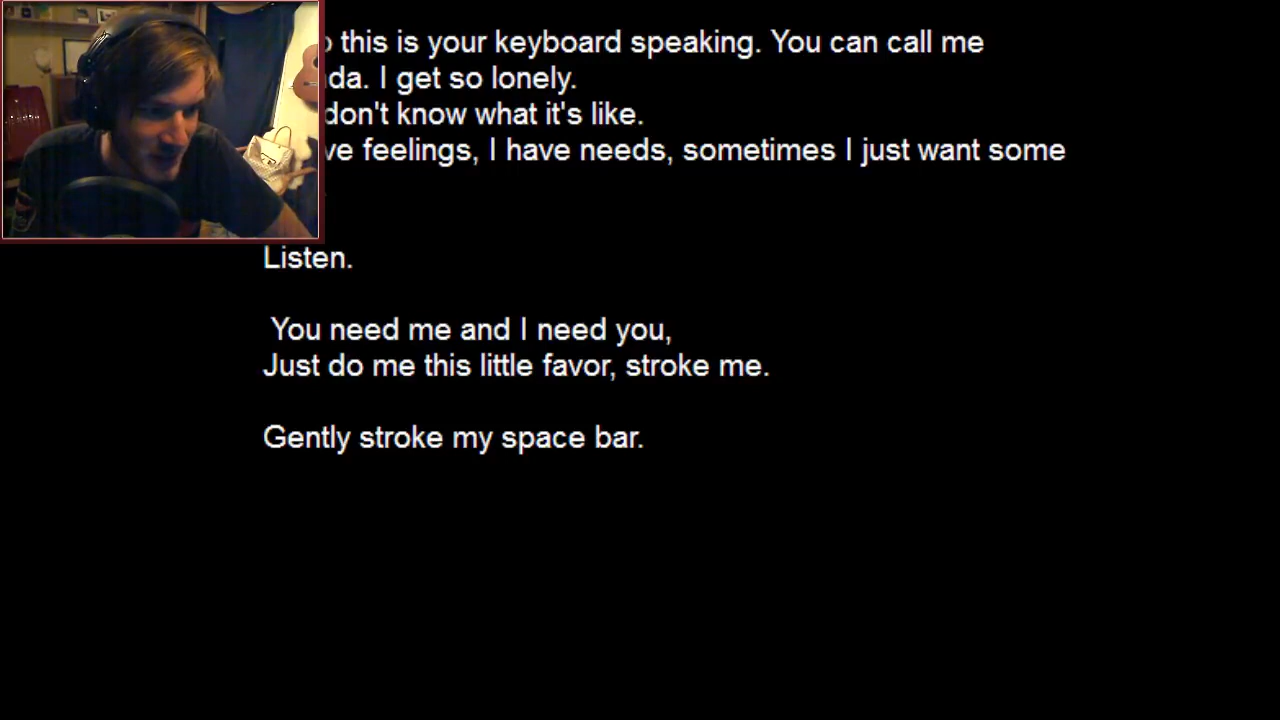 this is your keyboard speaking. You can call me
I get so lonely.
don't know what it's like.
feelings, I have needs, sometimes I just want some
Listen.
You need me and I need you,
Just do me this little favor, stroke me.
Gently stroke my space bar.